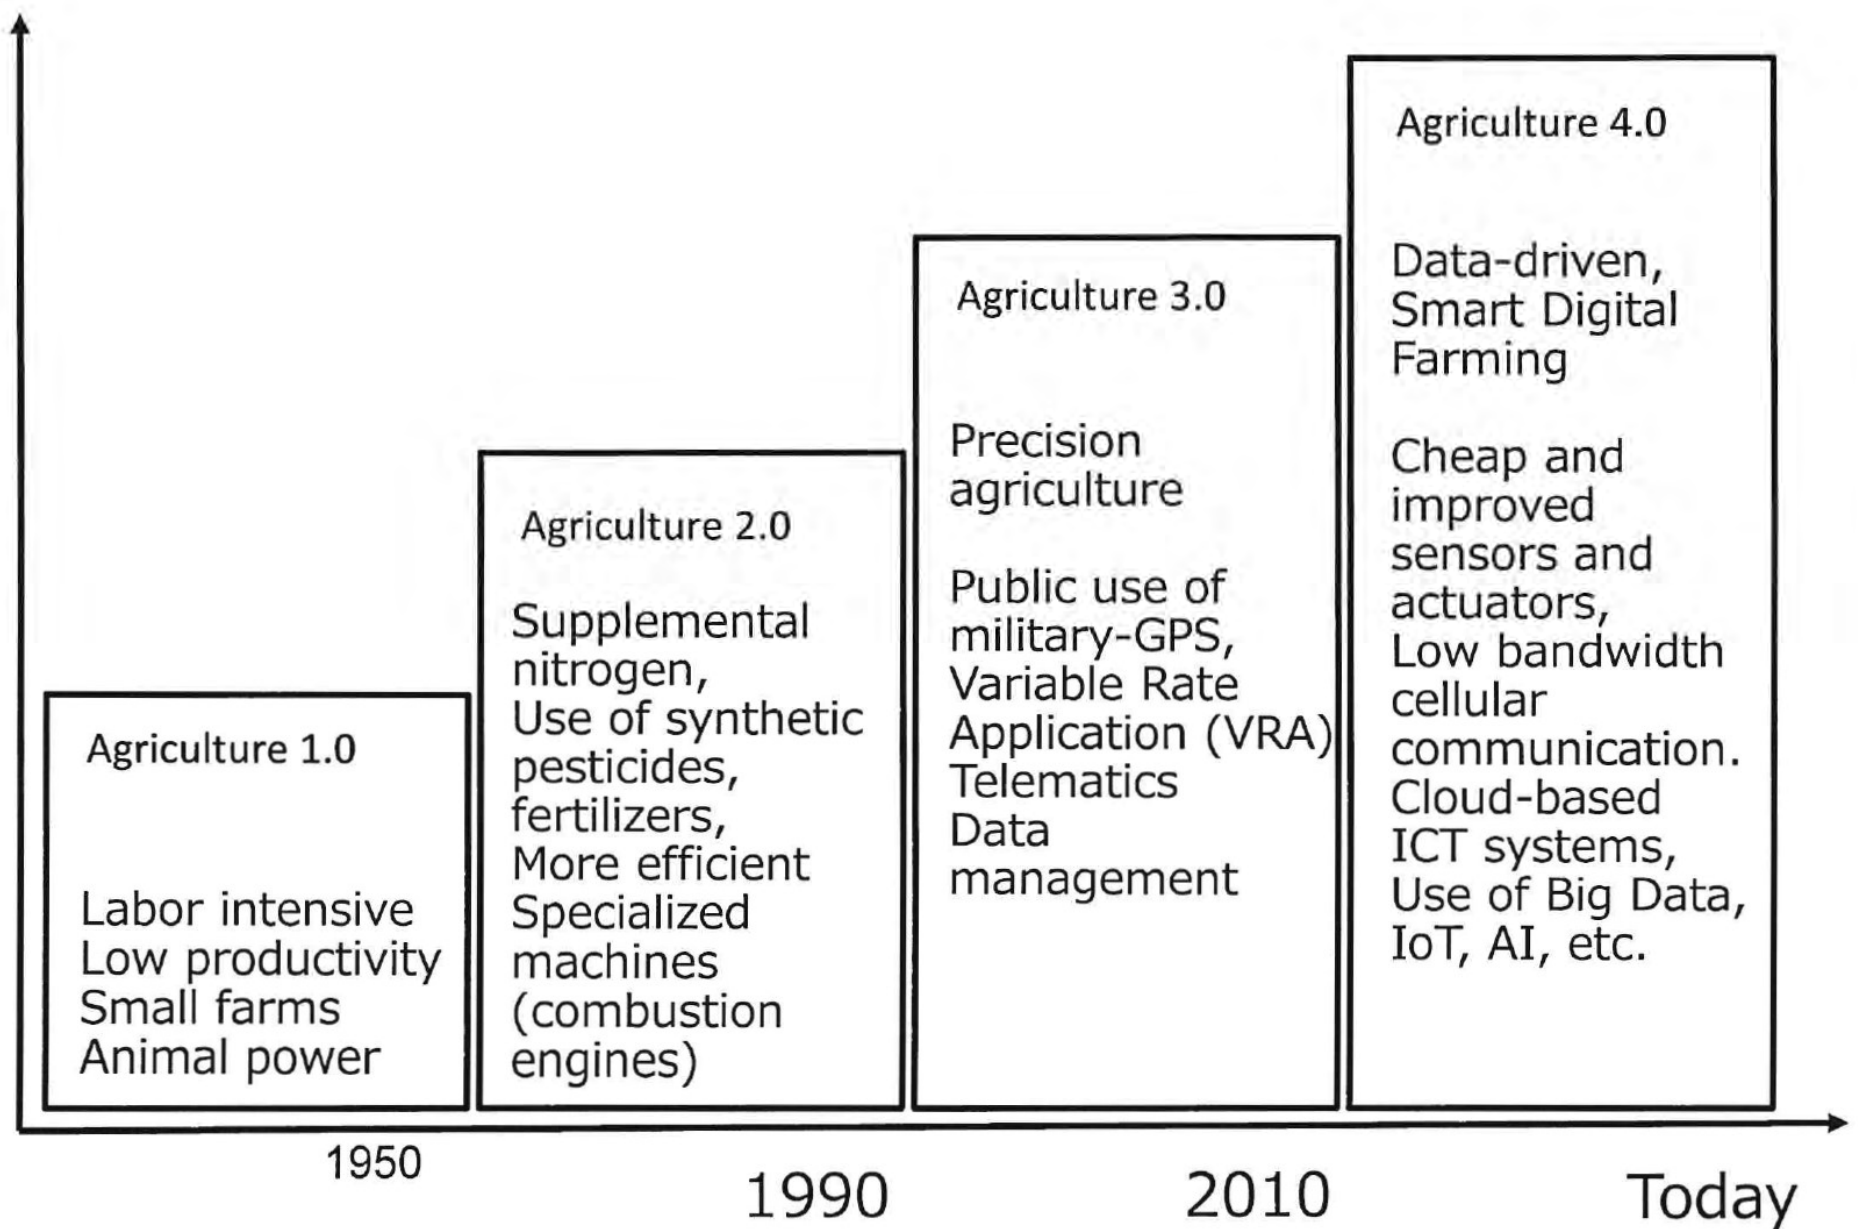 Agriculture 1.0
Labor intensive
Low productivity
Small farms
Animal power
Agriculture 2.0
Supplemental
nitrogen,
Use of synthetic
pesticides,
fertilizers,
More efficient
Specialized
machines
(combustion
engines)
Agriculture 3.0
Precision
agriculture
Public use of
military-GPS,
Variable Rate
Application (VRA)
Telematics
Data
management
Agriculture 4.0
Data-driven,
Smart Digital
Farming
Cheap and
improved
sensors and
actuators,
Low bandwidth
cellular
communication.
Cloud-based
ICT systems,
Use of Big Data,
IoT, AI, etc.
1950
1990
2010
Today